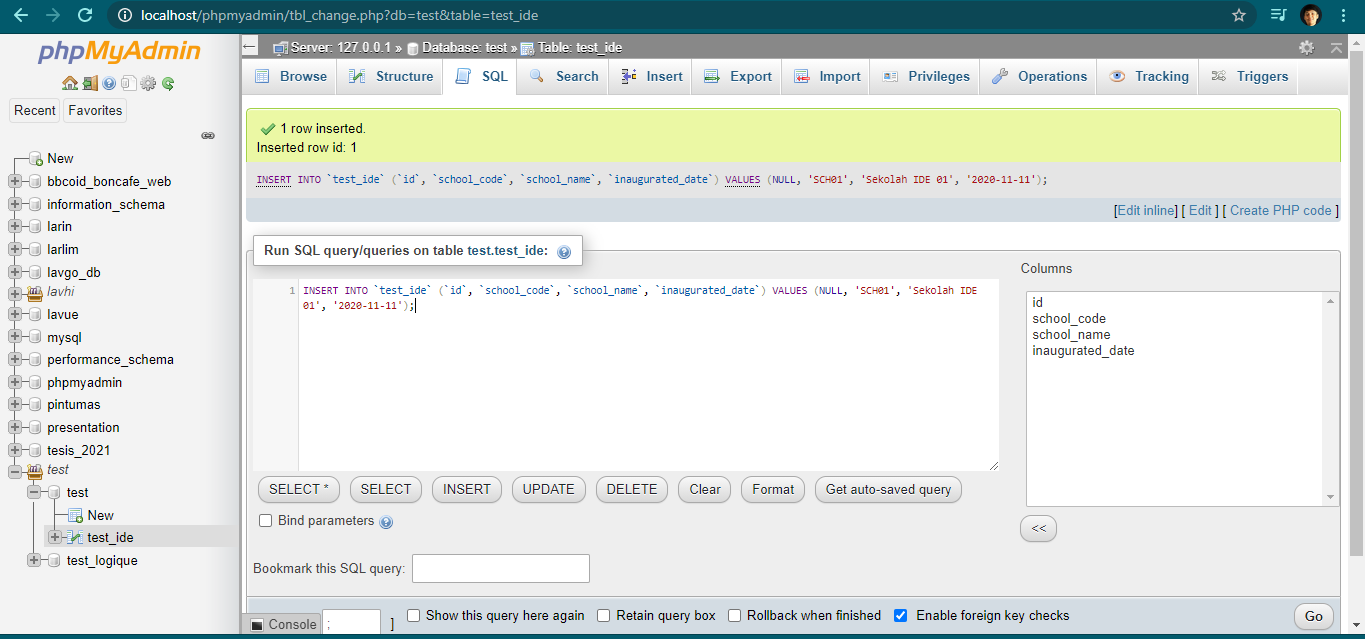 localhost/phpmyadmin/tbl_change.php?db=test&table=test_ide
phpMyAdmin
Recent Favorites
New
bbcoid_boncafe_web
information_schema
larin
larlim
lavgo_db
lavhi
lavue
mysql
performance_schema
phpmyadmin
pintumas
presentation
tesis_2021
test
test
New
test_ide
test_logique
Server: 127.0.0.1 » Database: test » Table: test_ide
Browse Structure SQL Search Insert Export Import Privileges Operations Tracking Triggers
1 row inserted.
Inserted row id: 1
INSERT INTO `test_ide` (`id`, `school_code`, `school_name`, `inaugurated_date`) VALUES (NULL, 'SCH01', 'Sekolah IDE 01', '2020-11-11');
[Edit inline] [ Edit ] [ Create PHP code ]
Run SQL query/queries on table test.test_ide:
1 INSERT INTO `test_ide` (`id`, `school_code`, `school_name`, `inaugurated_date`) VALUES (NULL, 'SCH01', 'Sekolah IDE
01', '2020-11-11');
Columns
id
school_code
school_name
inaugurated_date
<<
SELECT * SELECT INSERT UPDATE DELETE Clear Format Get auto-saved query
Bind parameters
Bookmark this SQL query:
Console ; ] Show this query here again Retain query box Rollback when finished Enable foreign key checks Go